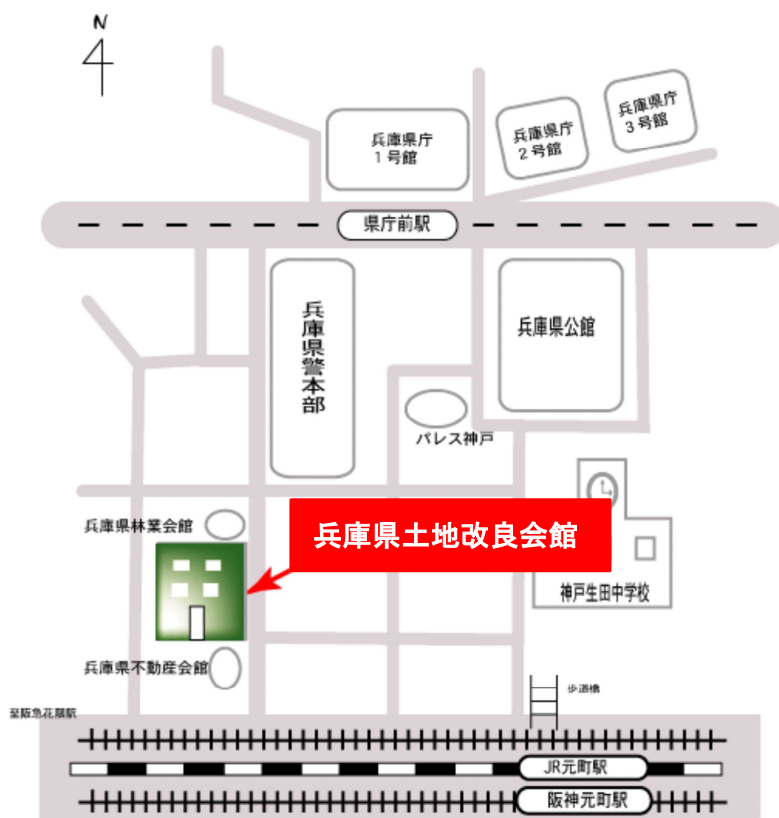 N
兵庫県庁
1号館
兵庫県庁
2号館
兵庫県庁
3号館
県庁前駅
兵庫県警本部
兵庫県公館
パレス神戸
兵庫県林業会館
兵庫県土地改良会館
神戸生田中学校
兵庫県不動産会館
歩道橋
至阪急花隈駅
JR元町駅
阪神元町駅